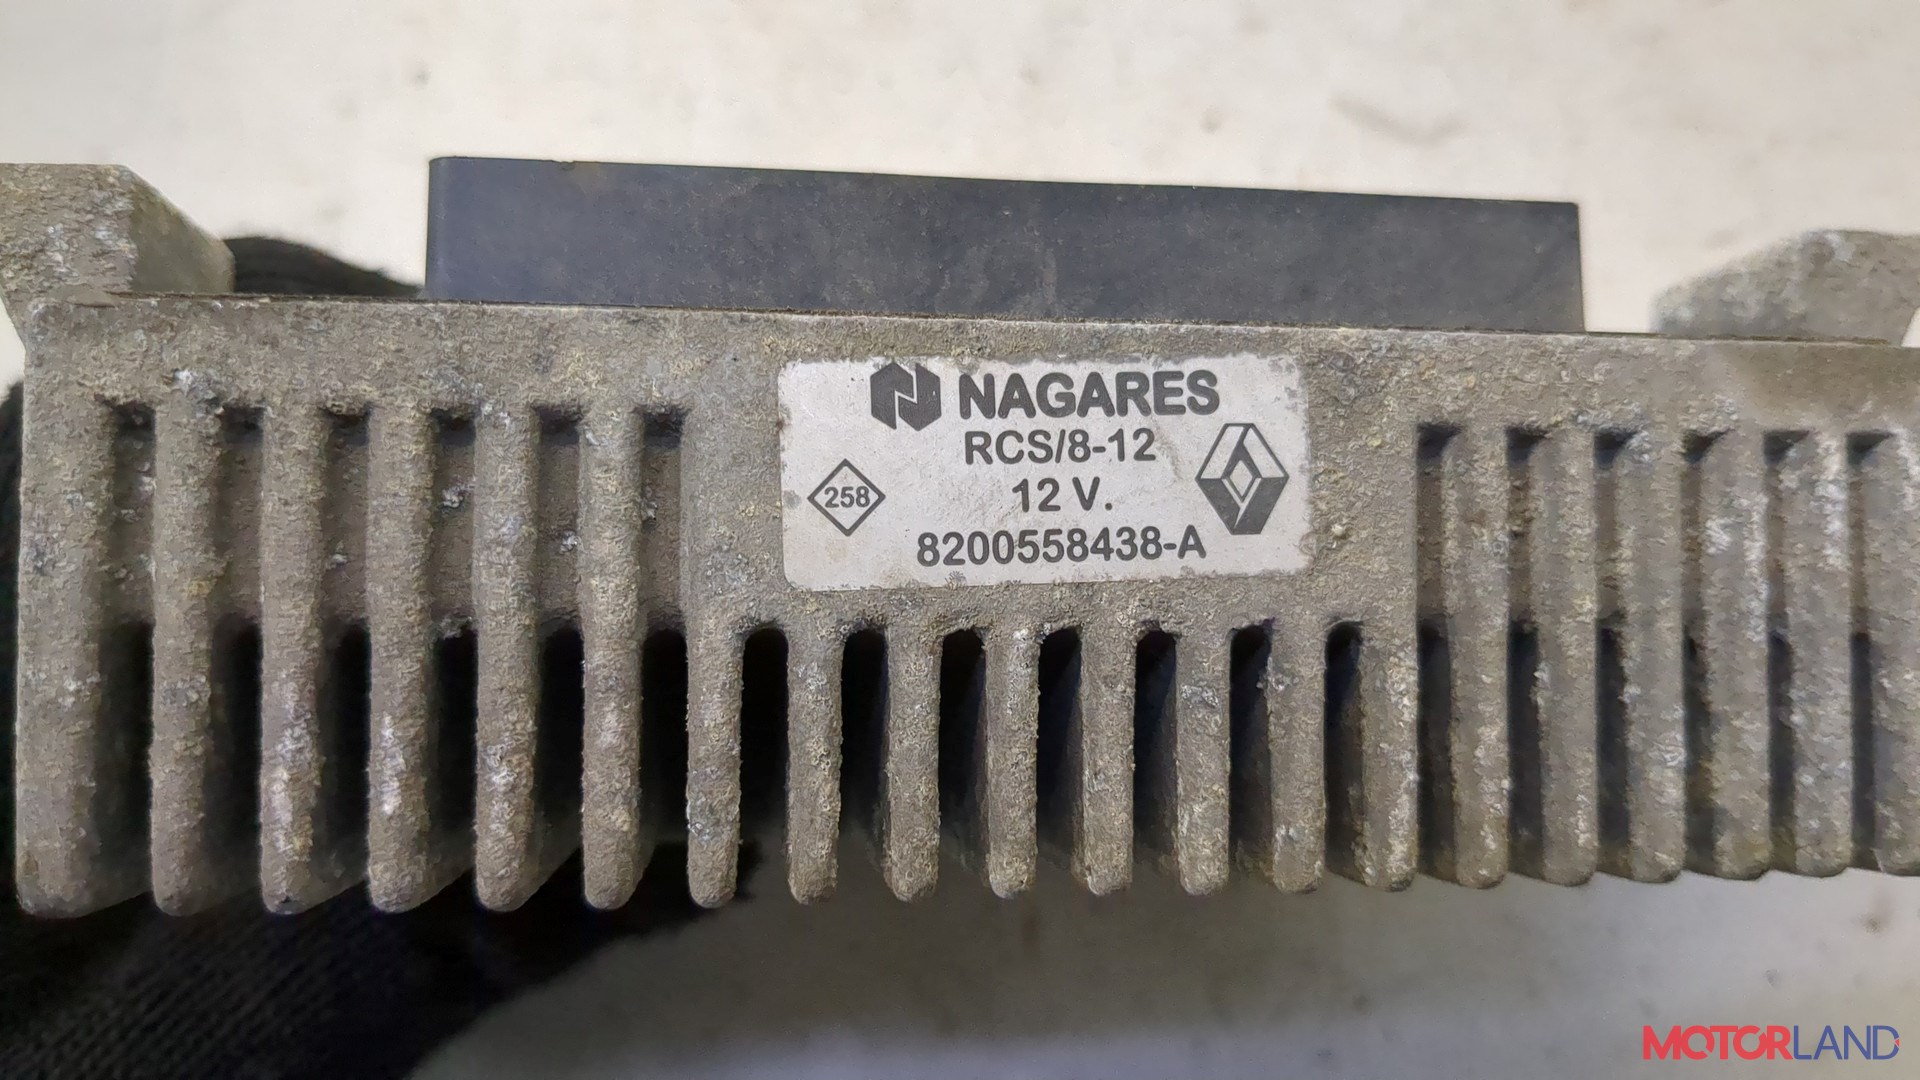 NAGARES
RCS/8-12
258
12 V.
8200558438-A
MOTORLAND